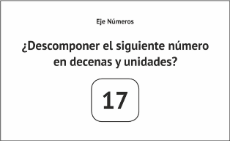 Eje Números
¿Descomponer el siguiente número
en decenas y unidades?
17